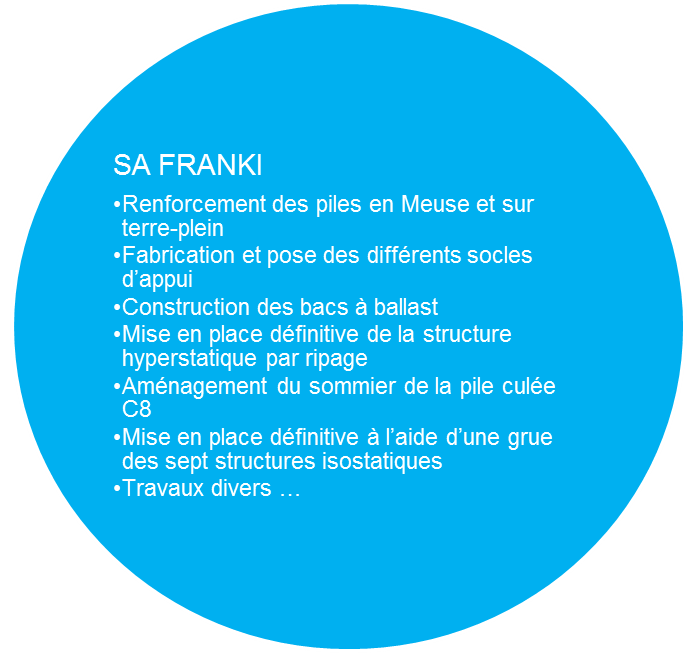 SA FRANKI
•Renforcement des piles en Meuse et sur
terre-plein
•Fabrication et pose des différents socles
d’appui
•Construction des bacs à ballast
•Mise en place définitive de la structure
hyperstatique par ripage
•Aménagement du sommier de la pile culée
C8
•Mise en place définitive à l’aide d’une grue
des sept structures isostatiques
•Travaux divers …